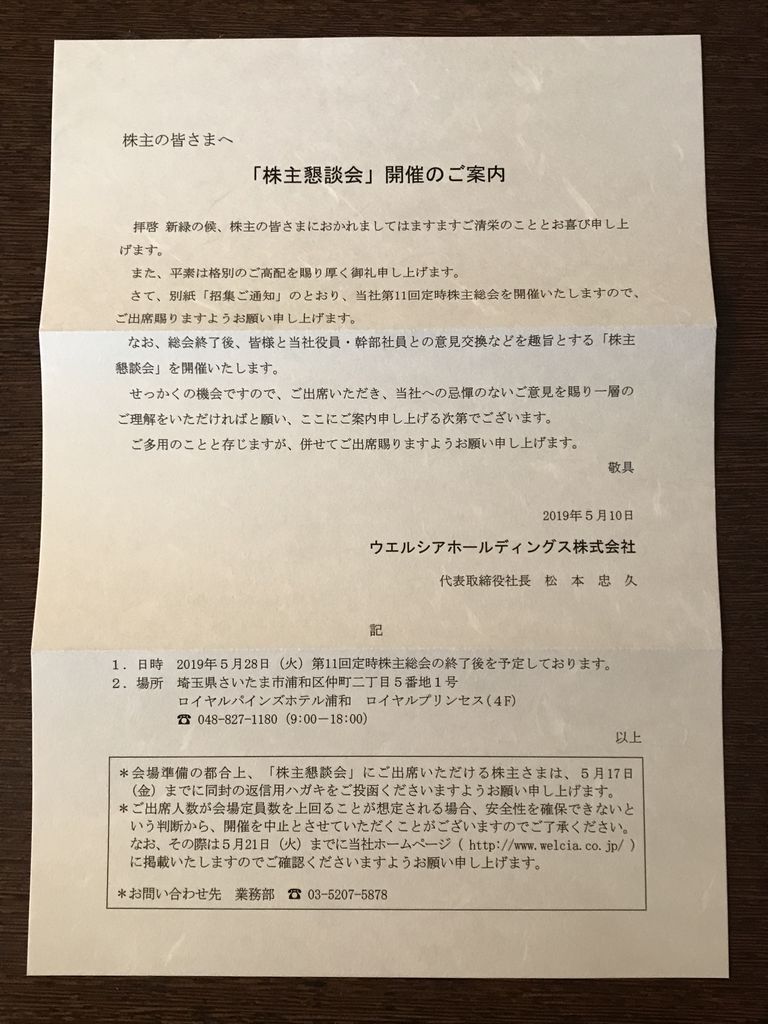 株主の皆さまへ
「株主懇談会」開催のご案内
拝啓 新緑の候、株主の皆さまにおかれましてはますますご清栄のこととお喜び申し上
げます。
また、平素は格別のご高配を賜り厚く御礼申し上げます。
さて、別紙「招集ご通知」のとおり、当社第11回定時株主総会を開催いたしますので、
ご出席賜りますようお願い申し上げます。
なお、総会終了後、皆様と当社役員・幹部社員との意見交換などを趣旨とする「株主
懇談会」を開催いたします。
せっかくの機会ですので、ご出席いただき、当社への忌憚のないご意見を賜り一層の
ご理解をいただければと願い、ここにご案内申し上げる次第でございます。
ご多用のことと存じますが、併せてご出席賜りますようお願い申し上げます。
敬具
2019年5月10日
ウエルシアホールディングス株式会社
代表取締役社長 松 本 忠 久
記
1．日時 2019年5月28日（火）第11回定時株主総会の終了後を予定しております。
2．場所 埼玉県さいたま市浦和区仲町二丁目5番地1号
ロイヤルパインズホテル浦和 ロイヤルプリンセス(4F)
☎ 048-827-1180 (9:00－18:00)
以上
＊会場準備の都合上、「株主懇談会」にご出席いただける株主さまは、5月17日
（金）までに同封の返信用ハガキをご投函くださいますようお願い申し上げます。
＊ご出席人数が会場定員数を上回ることが想定される場合、安全性を確保できないと
いう判断から、開催を中止とさせていただくことがございますのでご了承ください。
なお、その際は5月21日（火）までに当社ホームページ ( http://www.welcia.co.jp/ )
に掲載いたしますのでご確認くださいますようお願い申し上げます。
＊お問い合わせ先 業務部 ☎ 03-5207-5878